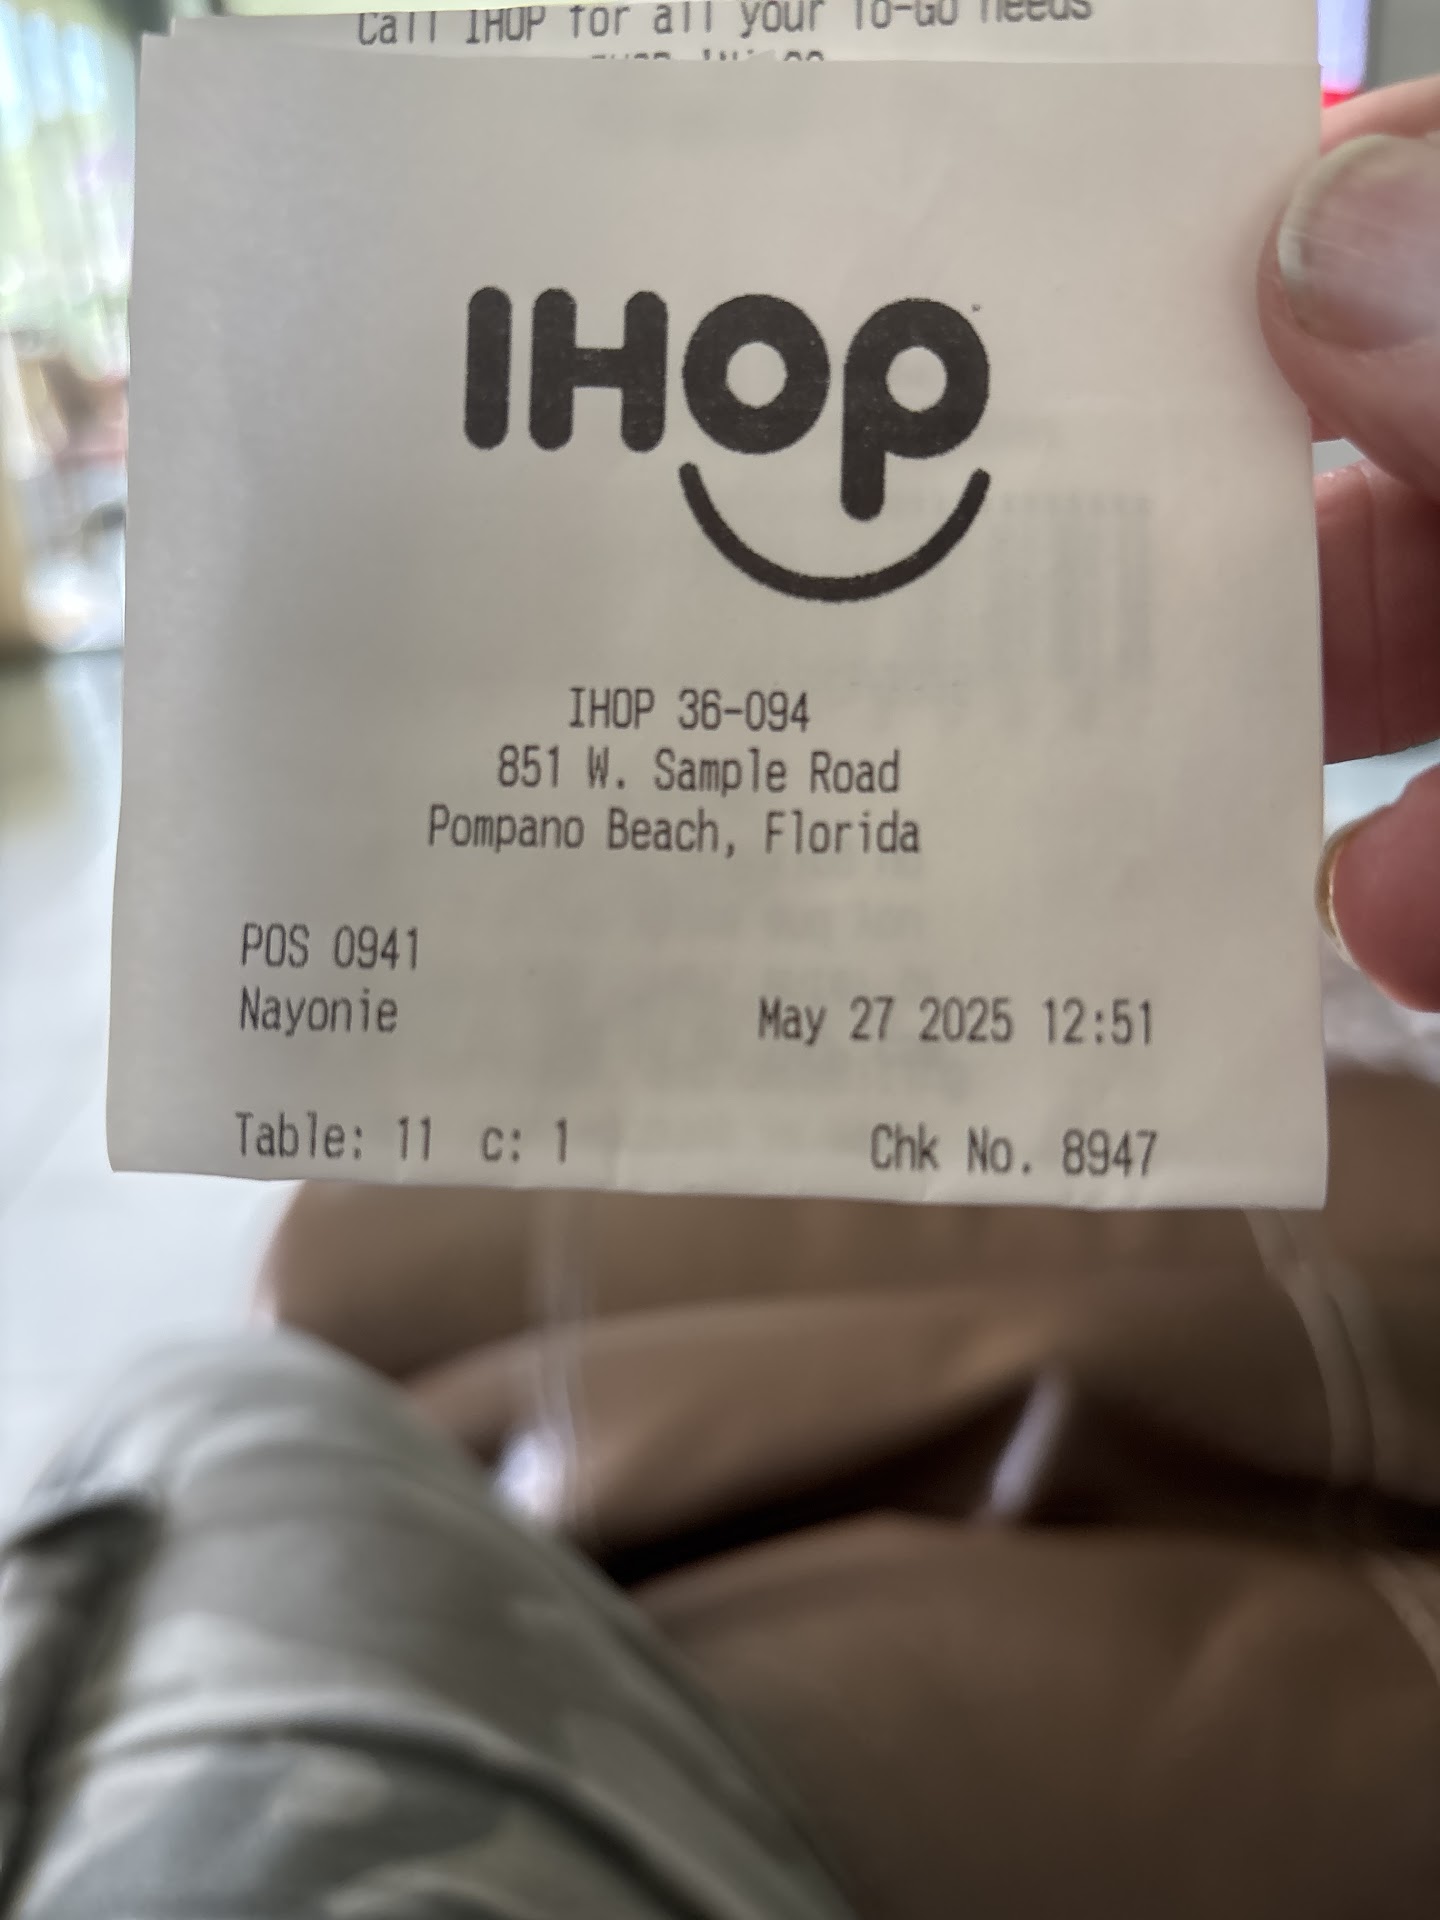 Call IHOP for all your To-Go needs
IHOP
IHOP 36-094
851 W. Sample Road
Pompano Beach, Florida
POS 0941
Nayonie May 27 2025 12:51
Table: 11 c: 1 Chk No. 8947